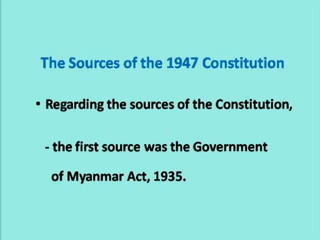 The Sources of the 1947 Constitution
• Regarding the sources of the Constitution,
- the first source was the Government
of Myanmar Act, 1935.